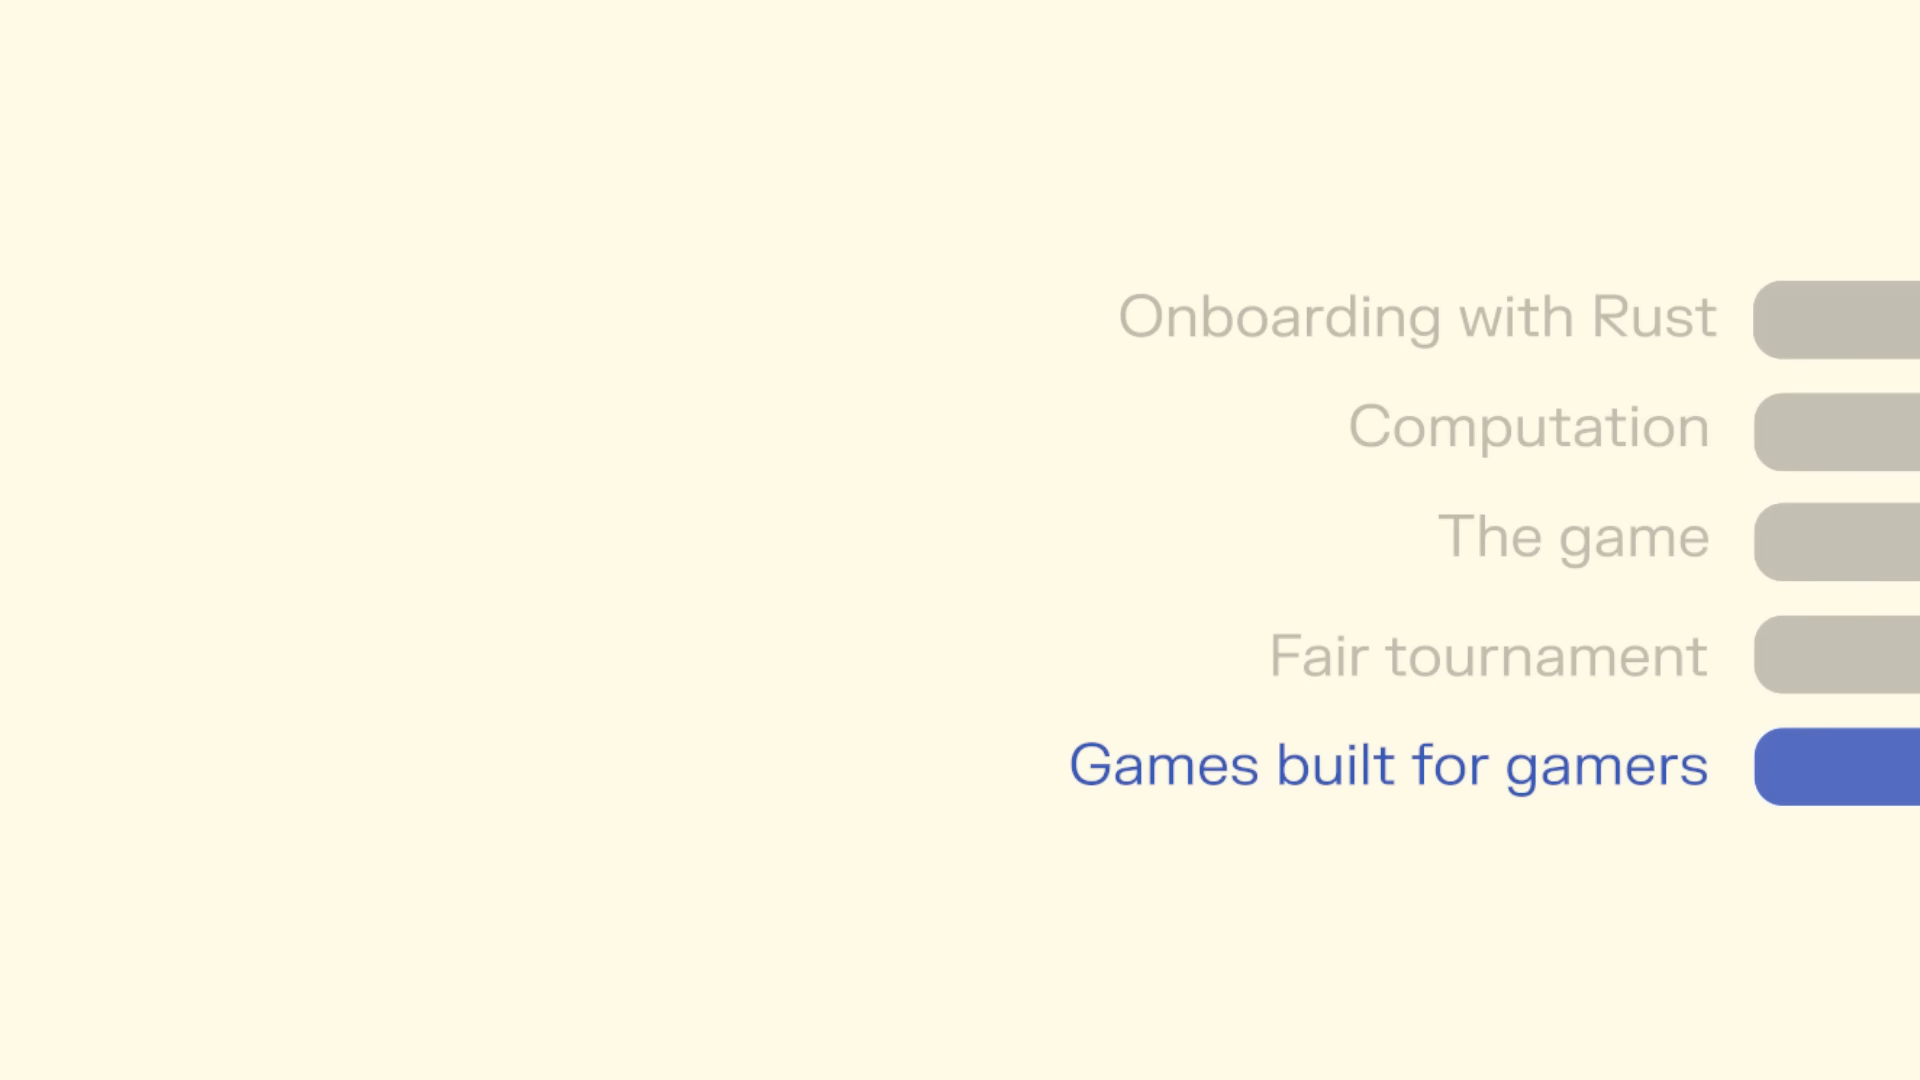 Onboarding with Rust
Computation
The game
Fair tournament
Games built for gamers